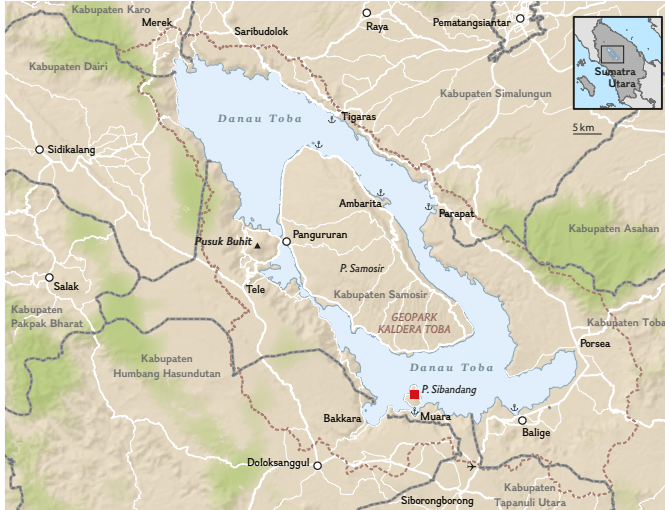 Kabupaten Karo
Merek
Saribudolok
Raya
Pematangsiantar
Kabupaten Dairi
Sumatra
Utara
Kabupaten Simalungun
5 km
Danau Toba
Tigaras
Sidikalang
Ambarita
Parapat
Pusuk Buhit
Pangururan
Kabupaten Asahan
P. Samosir
Salak
Tele
Kabupaten Samosir
Kabupaten
Pakpak Bharat
GEOPARK
KALDERA TOBA
Kabupaten Toba
Porsea
Kabupaten
Humbang Hasundutan
Danau Toba
P. Sibandang
Bakkara
Muara
Balige
Doloksanggul
Siborongborong
Kabupaten
Tapanuli Utara